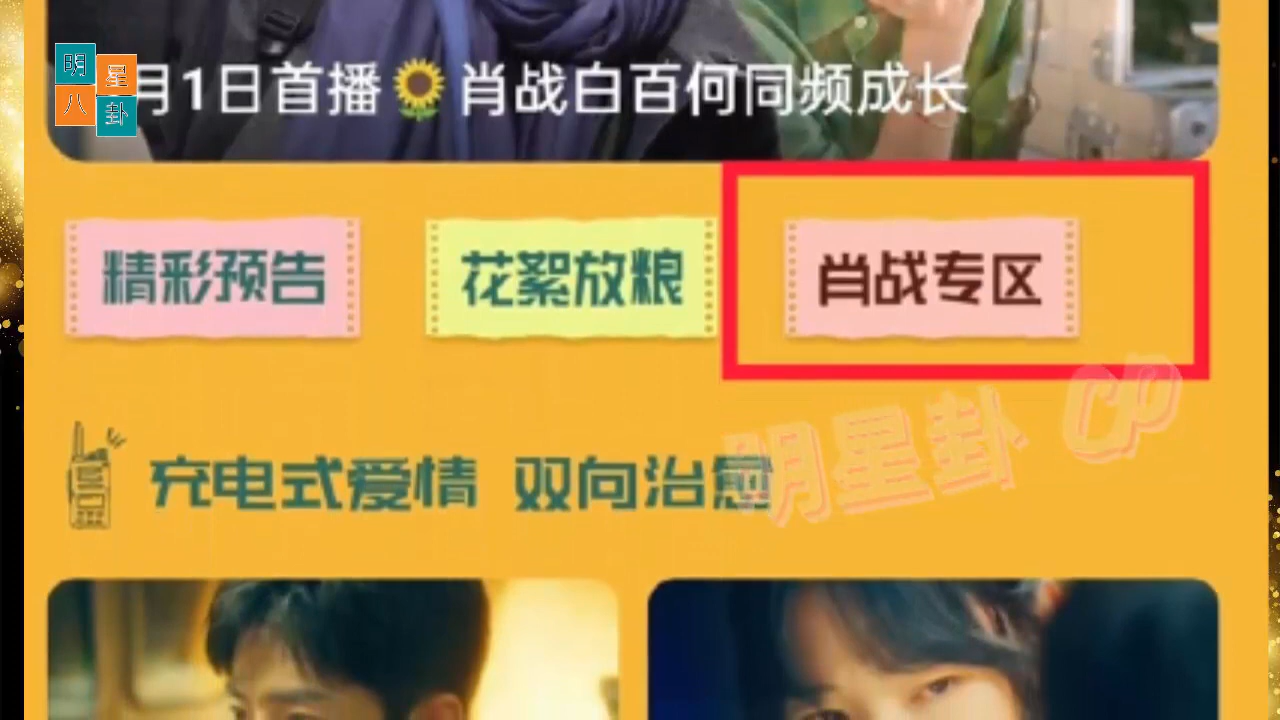 明星八卦
月1日首播🌻肖战白百何同频成长
精彩预告
花絮放粮
肖战专区
充电式爱情 双向治愈
明星卦 CP